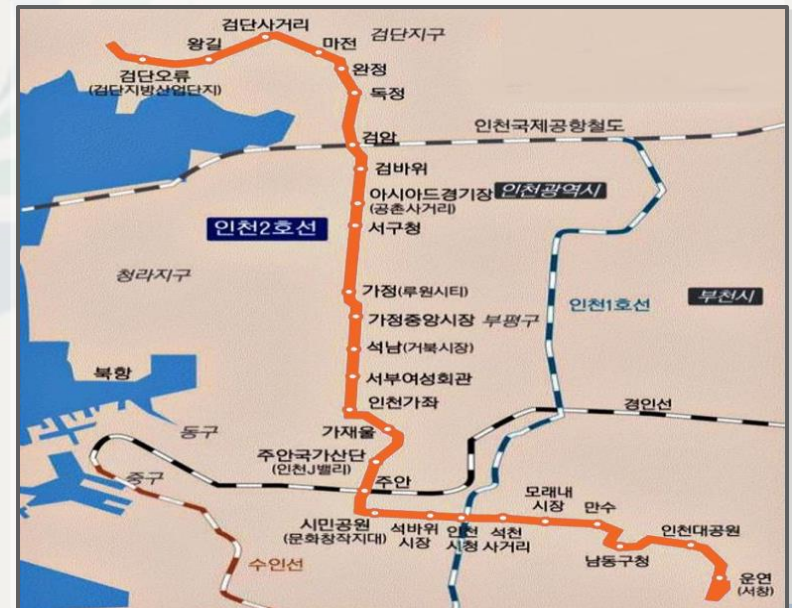 검단사거리
왕길
마전
검단지구
완정
검단오류
(검단지방산업단지)
독정
인천국제공항철도
검암
검바위
아시아드경기장
(공촌사거리)
인천광역시
인천2호선
서구청
청라지구
가정(루원시티)
인천1호선
부천시
가정중앙시장
부평구
석남(거북시장)
북항
서부여성회관
인천가좌
경인선
동구
가재울
주안국가산단
(인천J밸리)
중구
주안
모래내
시장
만수
시민공원
(문화창작지대)
석바위
시장
인천
시청
석천
사거리
인천대공원
남동구청
수인선
운연
(서창)